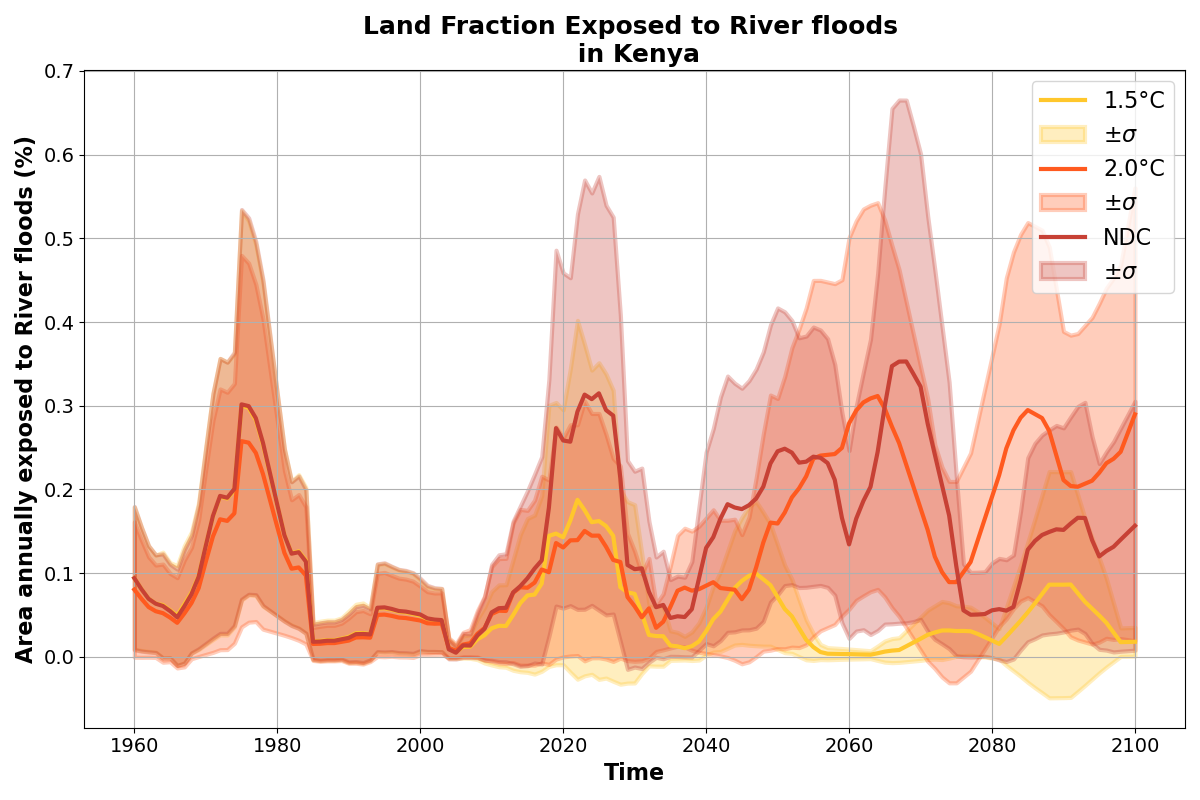 Land Fraction Exposed to River floods
in Kenya
Area annually exposed to River floods (%)
0.7
0.6
0.5
0.4
0.3
0.2
0.1
0.0
1.5°C
±σ
2.0°C
±σ
NDC
±σ
1960 1980 2000 2020 2040 2060 2080 2100
Time